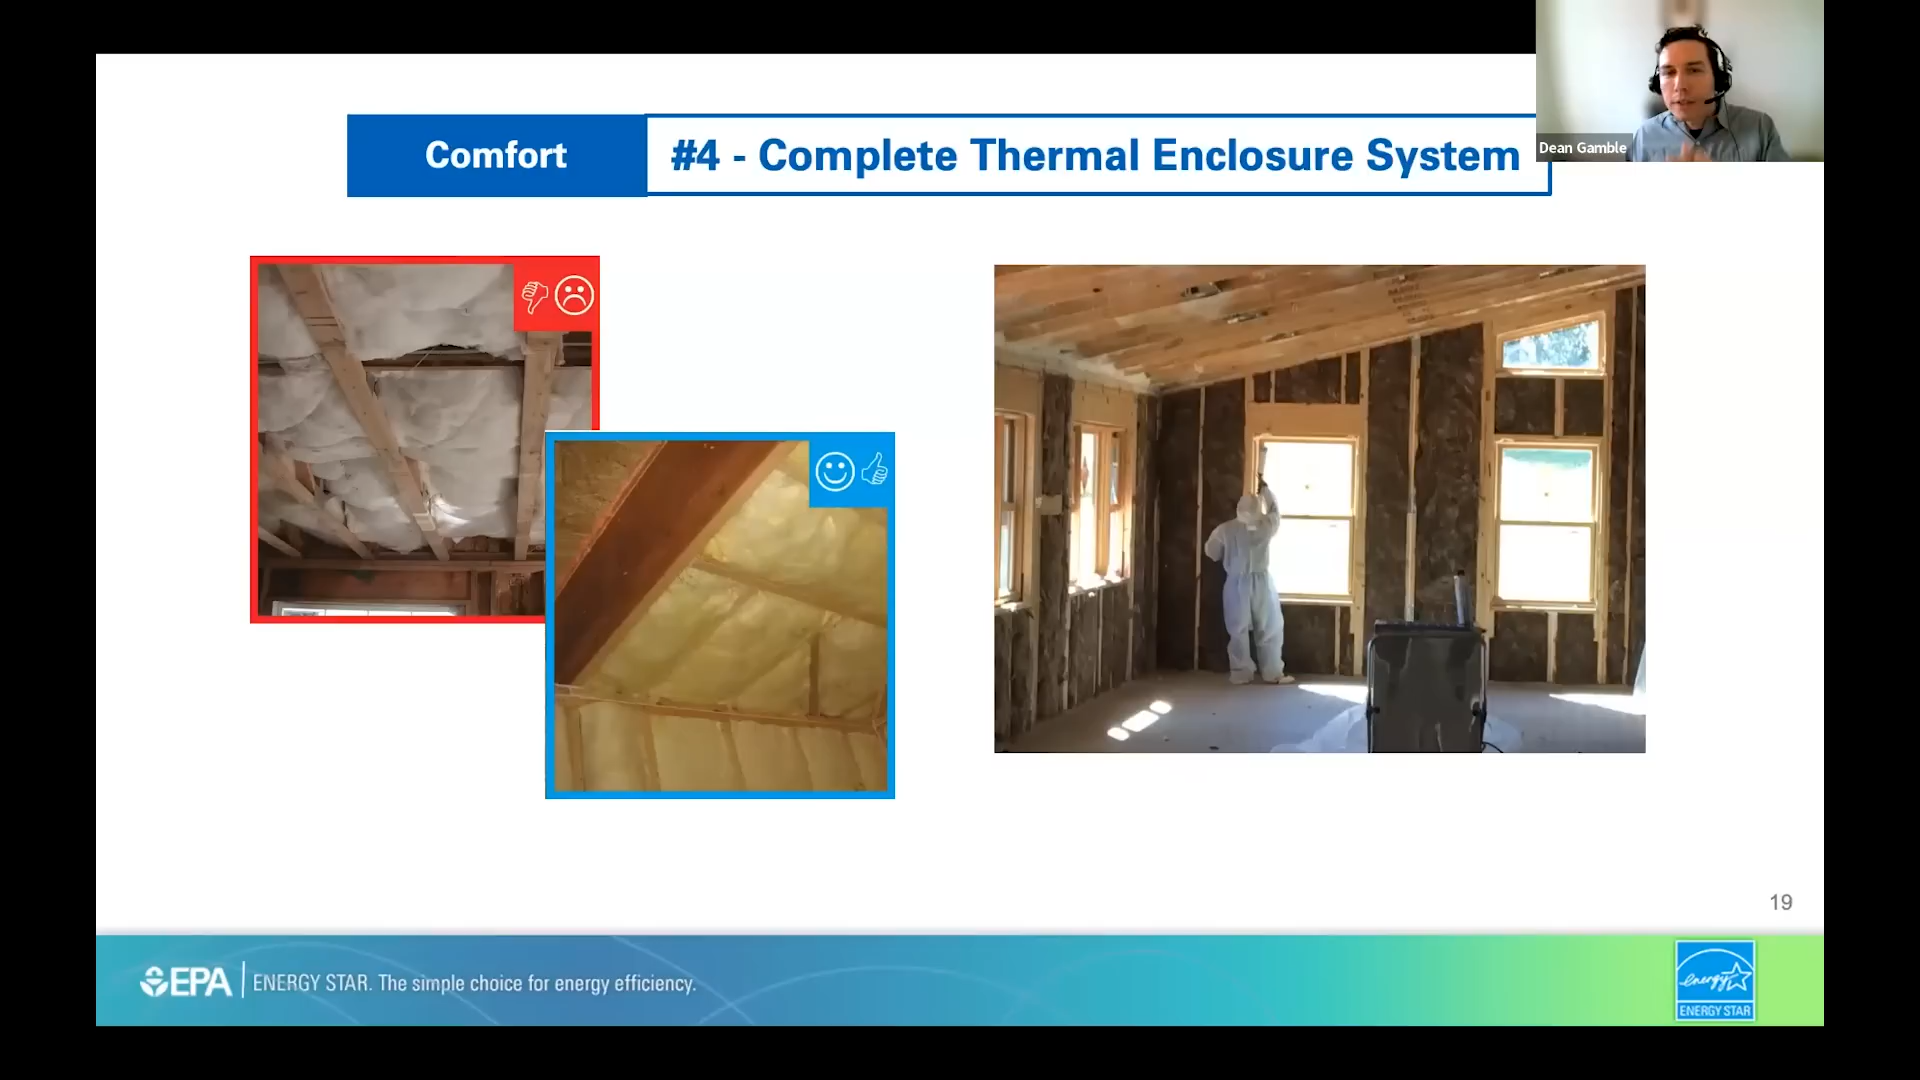 Comfort
#4 - Complete Thermal Enclosure System
Dean Gamble
19
EPA
ENERGY STAR. The simple choice for energy efficiency.
energy
ENERGY STAR